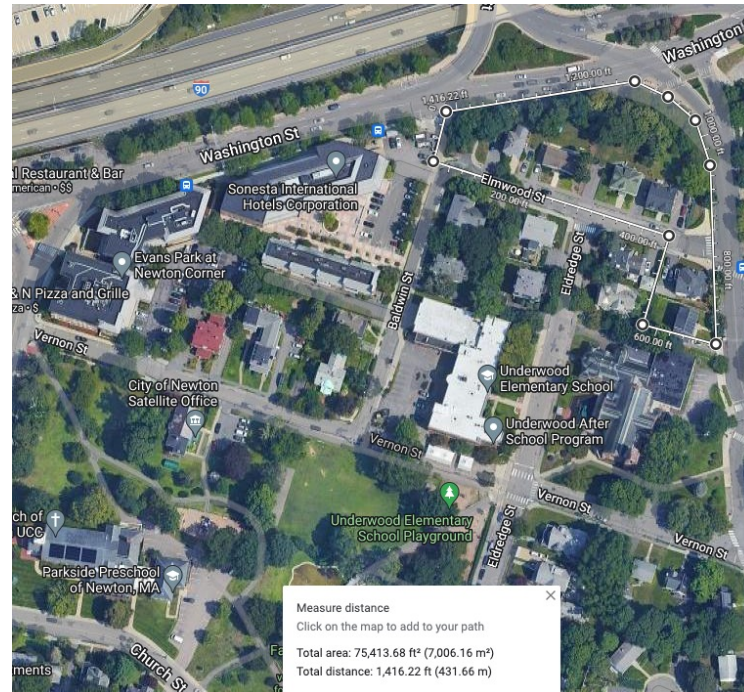 90
Washington
1,200.00 ft
1,416.22 ft
1,000.00 ft
Washington St
al Restaurant & Bar
merican • $$
Sonesta International
Hotels Corporation
Elmwood St
200.00 ft
400.00 ft
800.00 ft
Evans Park at
Newton Corner
Eldredge St
& N Pizza and Grille
za • $
Baldwin St
Vernon St
600.00 ft
City of Newton
Satellite Office
Underwood
Elementary School
Underwood After
School Program
Vernon St
Vernon St
Vernon St
ch of
UCC
Underwood Elementary
School Playground
Eldredge St
Parkside Preschool
of Newton, MA
Church St
ments
Fa
Measure distance
Click on the map to add to your path
Total area: 75,413.68 ft² (7,006.16 m²)
Total distance: 1,416.22 ft (431.66 m)